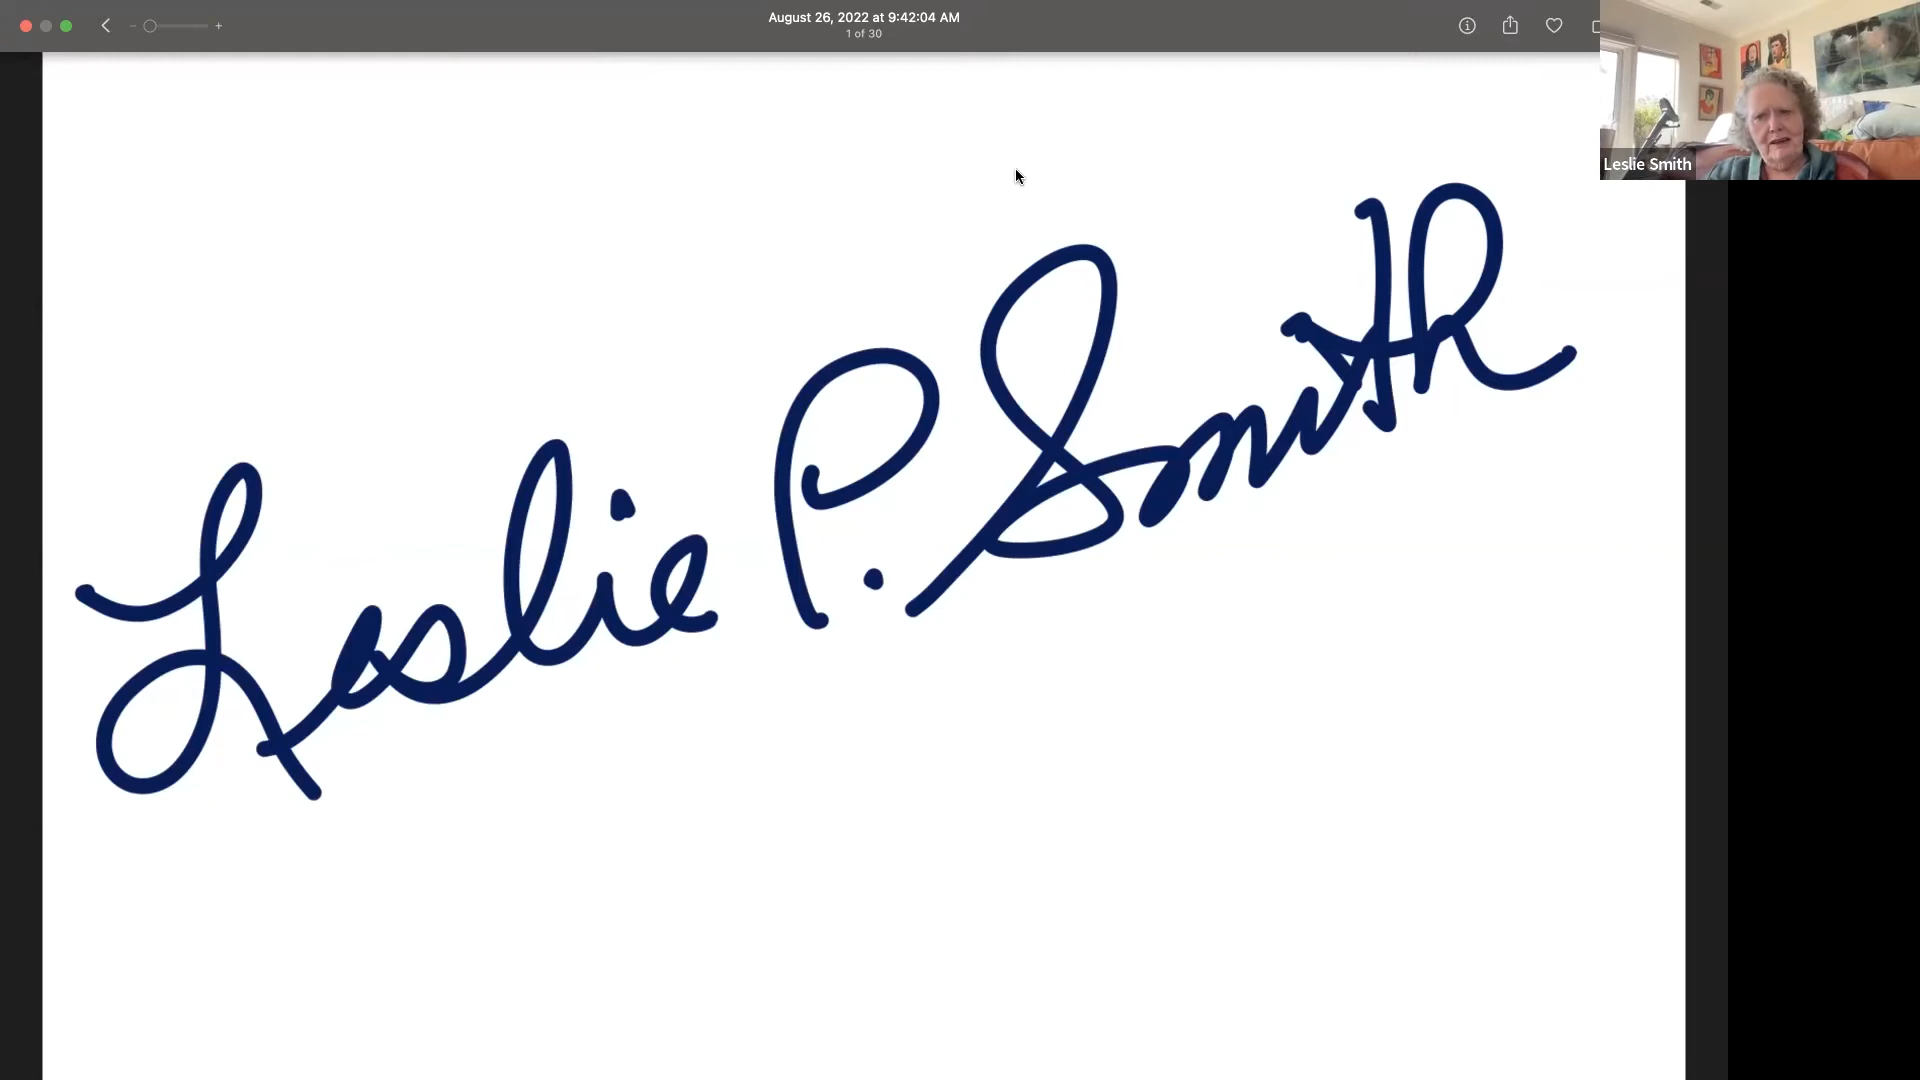 August 26, 2022 at 9:42:04 AM
1 of 30
Leslie Smith
Leslie P. Smith